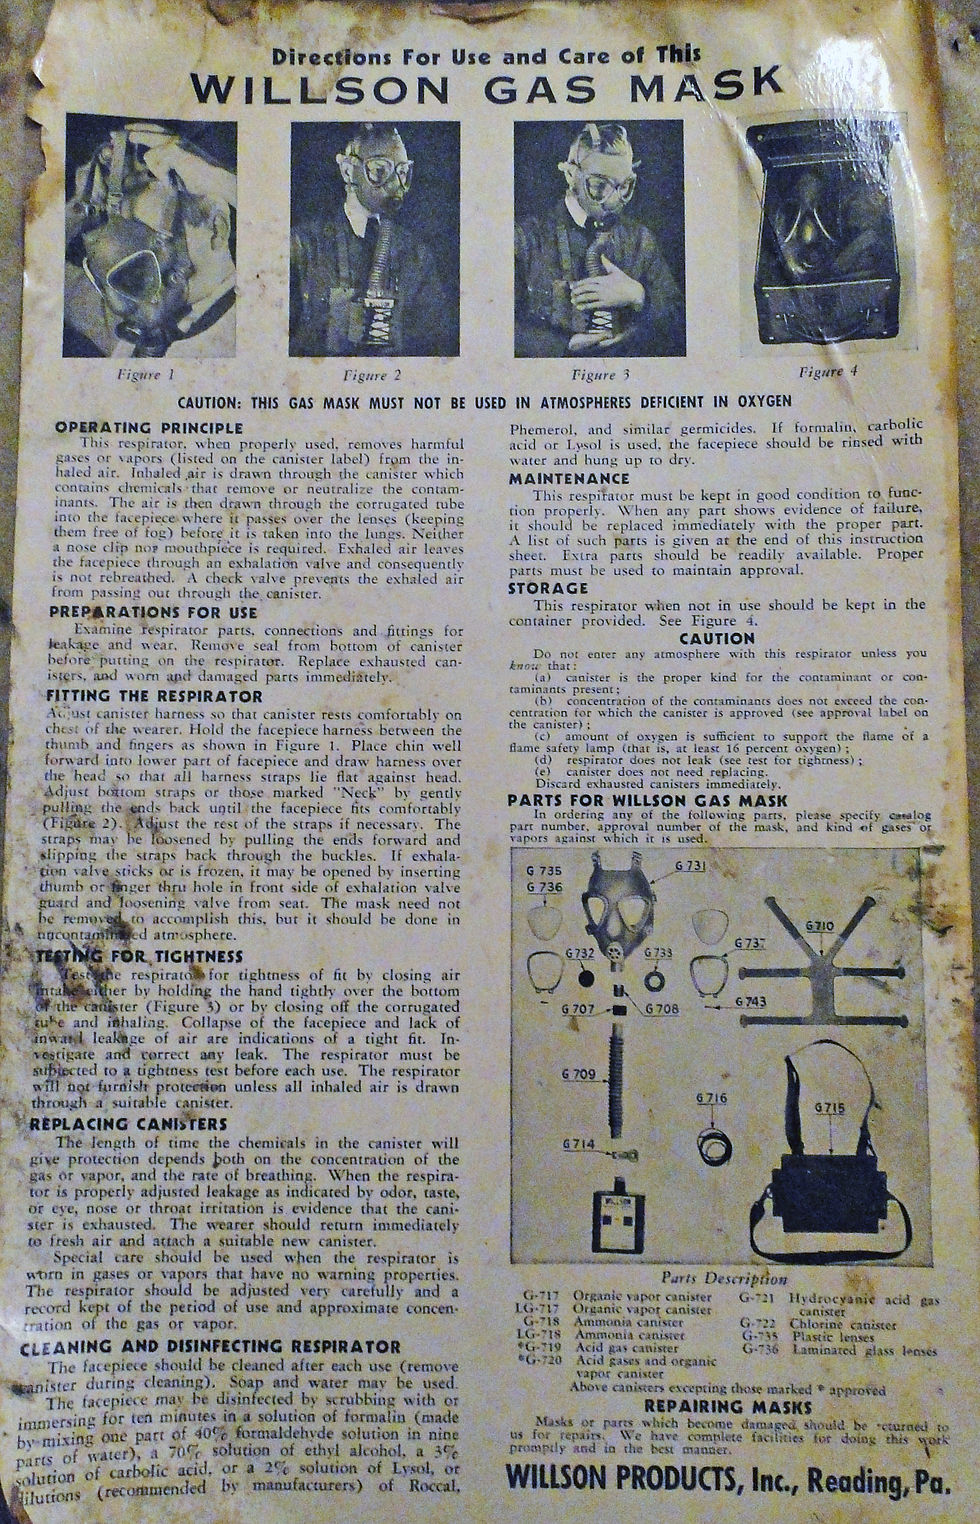 Directions For Use and Care of This
WILLSON GAS MASK
Figure 1
Figure 2
Figure 3
Figure 4
CAUTION: THIS GAS MASK MUST NOT BE USED IN ATMOSPHERES DEFICIENT IN OXYGEN
OPERATING PRINCIPLE
This respirator, when properly used, removes harmful
gases or vapors (listed on the canister label) from the in-
haled air. Inhaled air is drawn through the canister which
contains chemicals that remove or neutralize the contam-
inants. The air is then drawn through the corrugated tube
into the facepiece where it passes over the lenses (keeping
them free of fog) before it is taken into the lungs. Neither
a nose clip nor mouthpiece is required. Exhaled air leaves
the facepiece through an exhalation valve and consequently
is not rebreathed. A check valve prevents the exhaled air
from passing out through the canister.
PREPARATIONS FOR USE
Examine respirator parts, connections and fittings for
leakage and wear. Remove seal from bottom of canister
before putting on the respirator. Replace exhausted can-
isters, and worn and damaged parts immediately.
FITTING THE RESPIRATOR
Adjust canister harness so that canister rests comfortably on
chest of the wearer. Hold the facepiece harness between the
thumb and fingers as shown in Figure 1. Place chin well
forward into lower part of facepiece and draw harness over
the head so that all harness straps lie flat against head.
Adjust bottom straps or those marked "Neck" by gently
pulling the ends back until the facepiece fits comfortably
(Figure 2). Adjust the rest of the straps if necessary. The
straps may be loosened by pulling the ends forward and
slipping the straps back through the buckles. If exhala-
tion valve sticks or is frozen, it may be opened by inserting
thumb or finger thru hole in front side of exhalation valve
guard and loosening valve from seat. The mask need not
be removed to accomplish this, but it should be done in
uncontaminated atmosphere.
TESTING FOR TIGHTNESS
Test the respirator for tightness of fit by closing air
intake either by holding the hand tightly over the bottom
of the canister (Figure 3) or by closing off the corrugated
tube and inhaling. Collapse of the facepiece and lack of
inward leakage of air are indications of a tight fit. In-
vestigate and correct any leak. The respirator must be
subjected to a tightness test before each use. The respirator
will not furnish protection unless all inhaled air is drawn
through a suitable canister.
REPLACING CANISTERS
The length of time the chemicals in the canister will
give protection depends both on the concentration of the
gas or vapor, and the rate of breathing. When the respira-
tor is properly adjusted leakage as indicated by odor, taste,
or eye, nose or throat irritation is evidence that the cani-
ster is exhausted. The wearer should return immediately
to fresh air and attach a suitable new canister.
Special care should be used when the respirator is
worn in gases or vapors that have no warning properties.
The respirator should be adjusted very carefully and a
record kept of the period of use and approximate concen-
tration of the gas or vapor.
CLEANING AND DISINFECTING RESPIRATOR
The facepiece should be cleaned after each use (remove
canister during cleaning). Soap and water may be used.
The facepiece may be disinfected by scrubbing with or
immersing for ten minutes in a solution of formalin (made
by mixing one part of 40% formaldehyde solution in nine
parts of water), a 70% solution of ethyl alcohol, a 3%
solution of carbolic acid, or a 2% solution of Lysol, or
dilutions (recommended by manufacturers) of Roccal,
Phemerol, and similar germicides. If formalin, carbolic
acid or Lysol is used, the facepiece should be rinsed with
water and hung up to dry.
MAINTENANCE
This respirator must be kept in good condition to func-
tion properly. When any part shows evidence of failure,
it should be replaced immediately with the proper part.
A list of such parts is given at the end of this instruction
sheet. Extra parts should be readily available. Proper
parts must be used to maintain approval.
STORAGE
This respirator when not in use should be kept in the
container provided. See Figure 4.
CAUTION
Do not enter any atmosphere with this respirator unless you
know that:
(a) canister is the proper kind for the contaminant or con-
taminants present;
(b) concentration of the contaminants does not exceed the con-
centration for which the canister is approved (see approval label on
the canister);
(c) amount of oxygen is sufficient to support the flame of a
flame safety lamp (that is, at least 16 percent oxygen);
(d) respirator does not leak (see test for tightness);
(e) canister does not need replacing.
Discard exhausted canisters immediately.
PARTS FOR WILLSON GAS MASK
In ordering any of the following parts, please specify catalog
part number, approval number of the mask, and kind of gases or
vapors against which it is used.
G 735
G 736
G 731
G 732
G 733
G 737
G 710
G 743
G 707
G 708
G 709
G 716
G 715
G 714
WILLSON
Parts Description
G-717 Organic vapor canister
LG-717 Organic vapor canister
G-718 Ammonia canister
LG-718 Ammonia canister
*G-719 Acid gas canister
*G-720 Acid gases and organic
vapor canister
G-721 Hydrocyanic acid gas
canister
G-722 Chlorine canister
G-735 Plastic lenses
G-736 Laminated glass lenses
Above canisters excepting those marked * approved
REPAIRING MASKS
Masks or parts which become damaged should be returned to
us for repairs. We have complete facilities for doing this work
promptly and in the best manner.
WILLSON PRODUCTS, Inc., Reading, Pa.